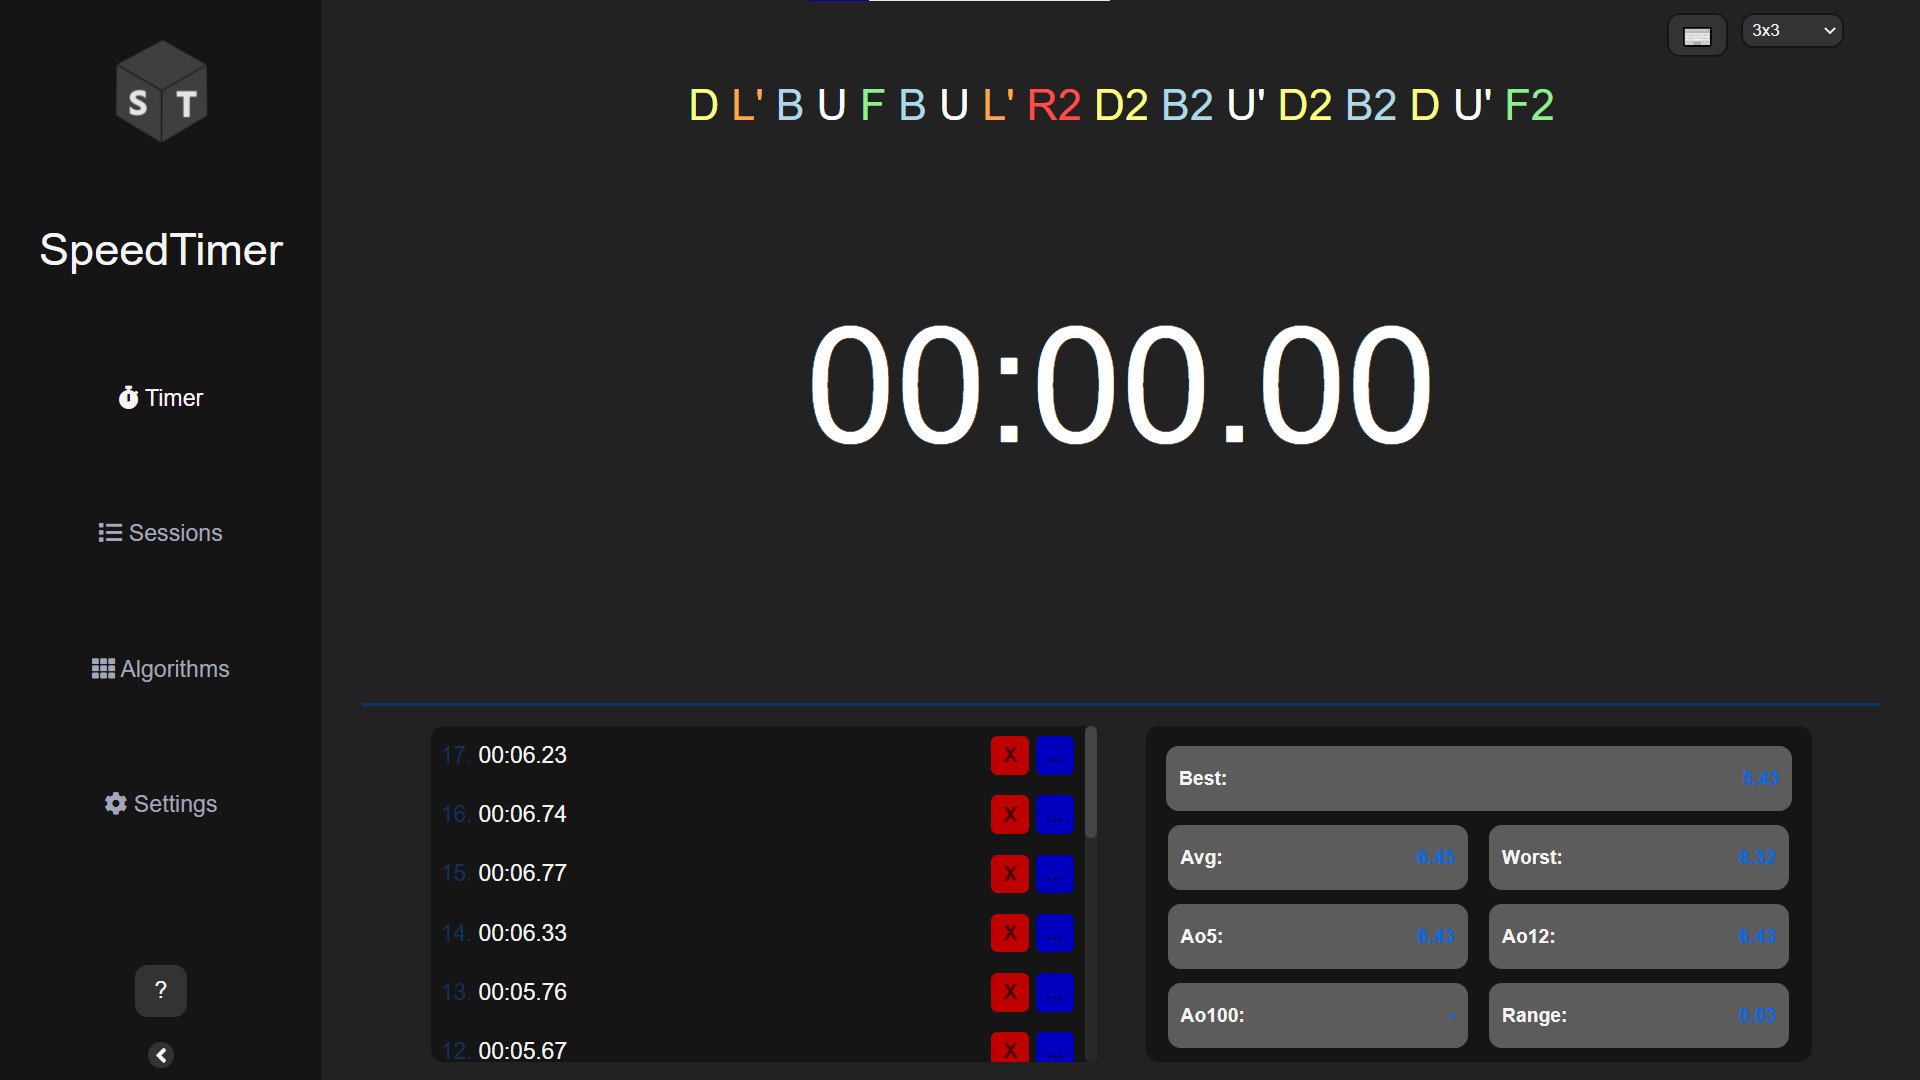 3x3
D L' B U F B U L' R2 D2 B2 U' D2 B2 D U' F2
S T
SpeedTimer
00:00.00
Timer
Sessions
Algorithms
Settings
?
17. 00:06.23 X ...
16. 00:06.74 X ...
15. 00:06.77 X ...
14. 00:06.33 X ...
13. 00:05.76 X ...
12. 00:05.67 X ...
Best: 5.43
Avg: 6.45
Worst: 8.32
Ao5: 6.43
Ao12: 6.43
Ao100: -
Range: 0.03